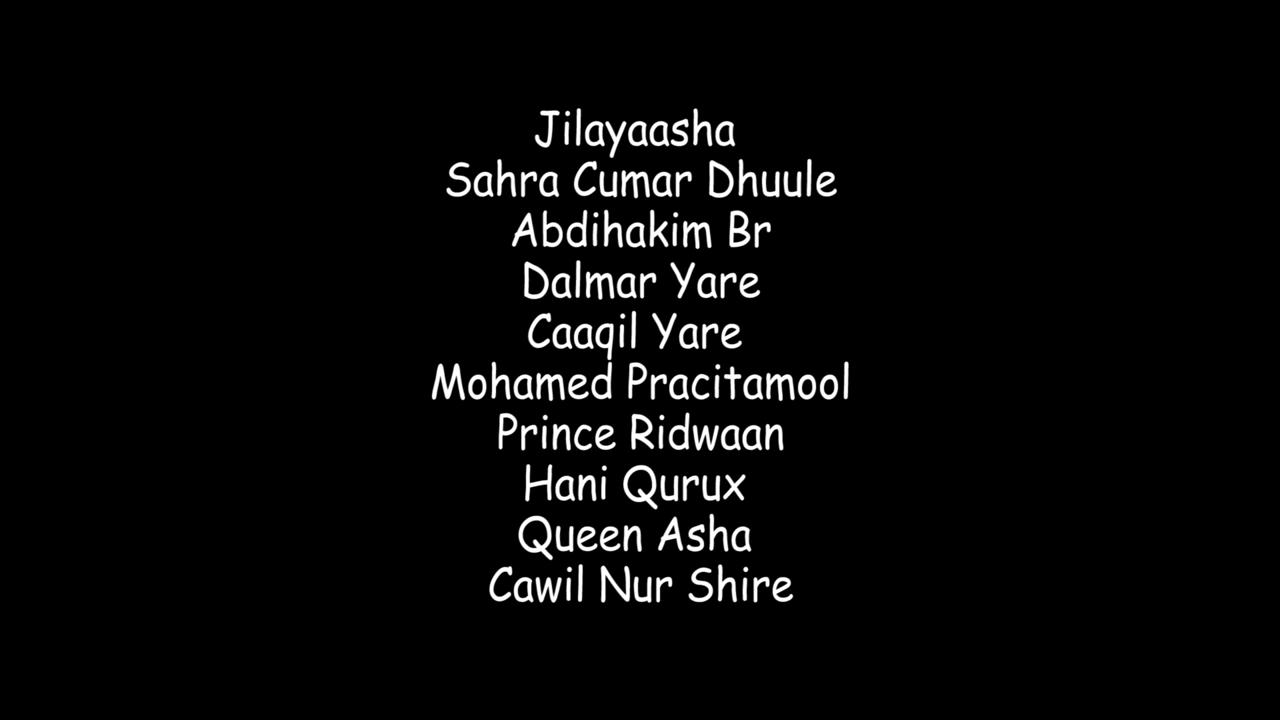 Jilayaasha
Sahra Cumar Dhuule
Abdihakim Br
Dalmar Yare
Caaqil Yare
Mohamed Pracitamool
Prince Ridwaan
Hani Qurux
Queen Asha
Cawil Nur Shire